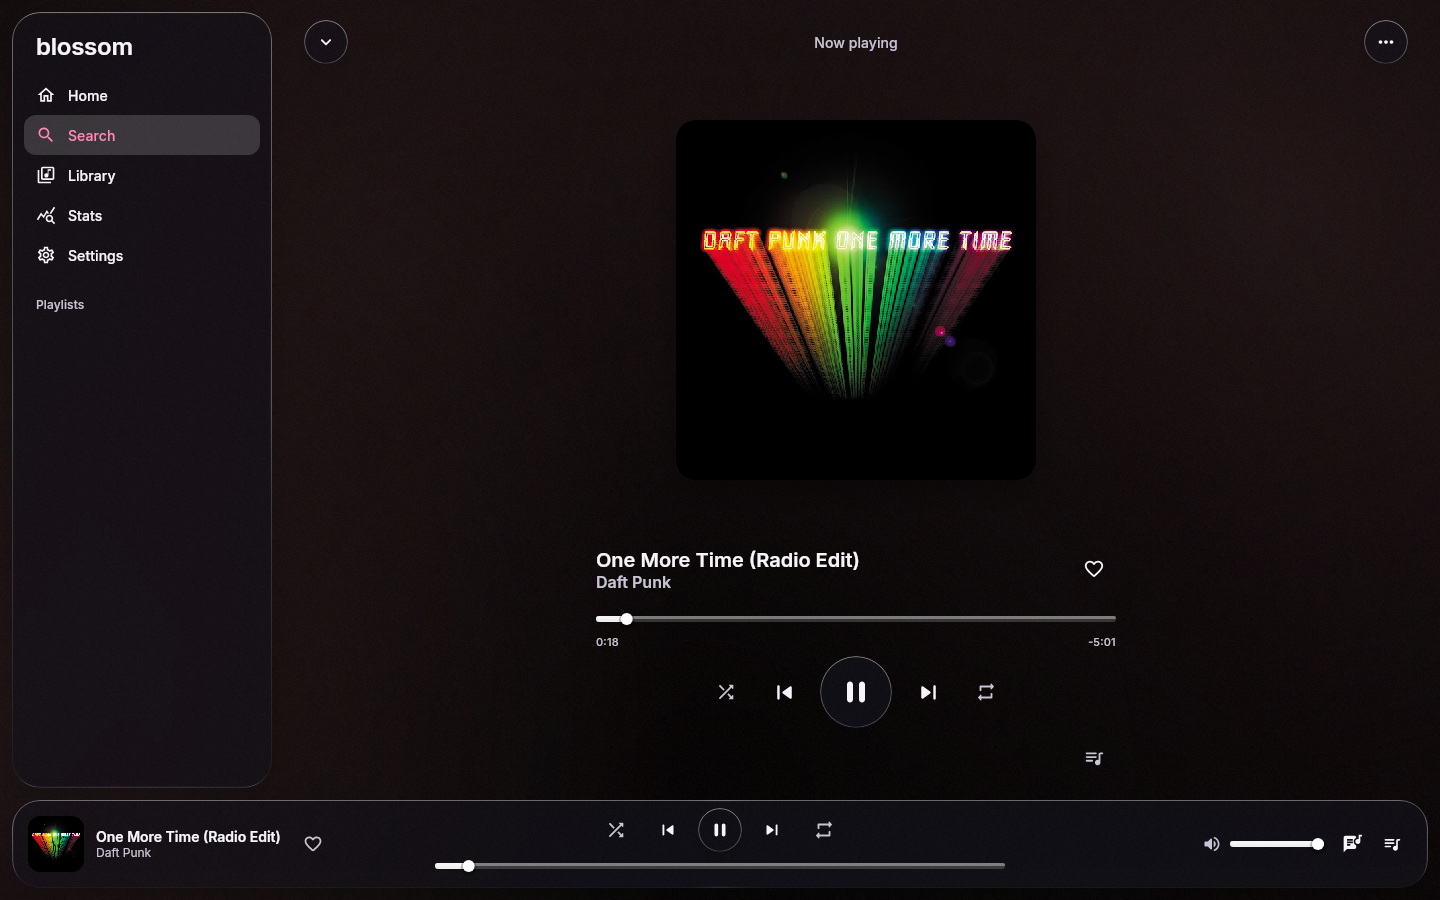 blossom
Home
Search
Library
Stats
Settings
Playlists
Now playing
DAFT PUNK ONE MORE TIME
One More Time (Radio Edit)
Daft Punk
0:18
-5:01
One More Time (Radio Edit)
Daft Punk